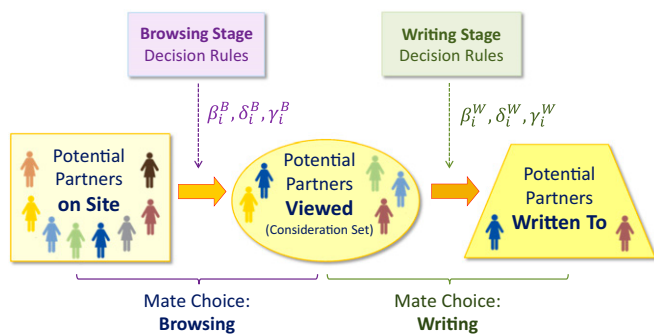 Browsing Stage
Decision Rules
Writing Stage
Decision Rules
β_i^B, δ_i^B, γ_i^B
β_i^W, δ_i^W, γ_i^W
Potential
Partners
on Site
Potential
Partners
Viewed
(Consideration Set)
Potential
Partners
Written To
Mate Choice:
Browsing
Mate Choice:
Writing